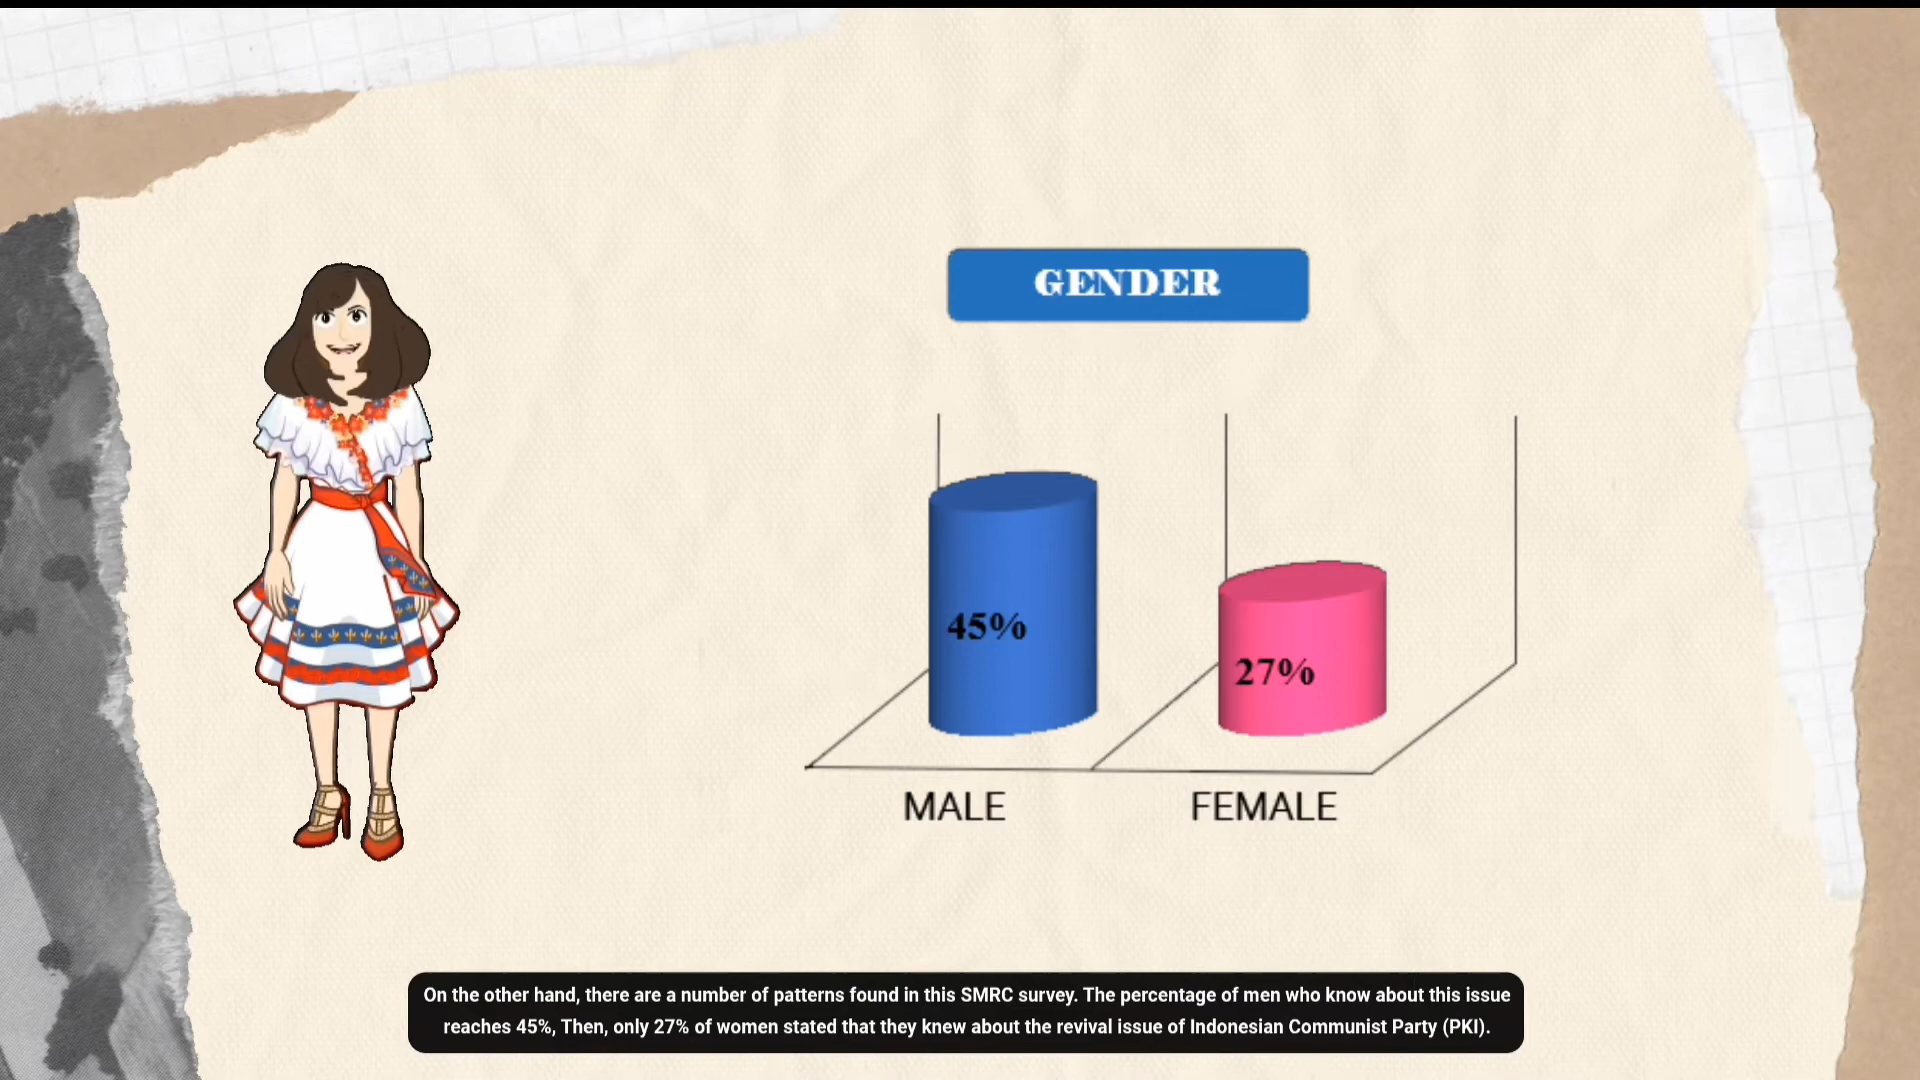 GENDER
45%
27%
MALE FEMALE
On the other hand, there are a number of patterns found in this SMRC survey. The percentage of men who know about this issue
reaches 45%, Then, only 27% of women stated that they knew about the revival issue of Indonesian Communist Party (PKI).